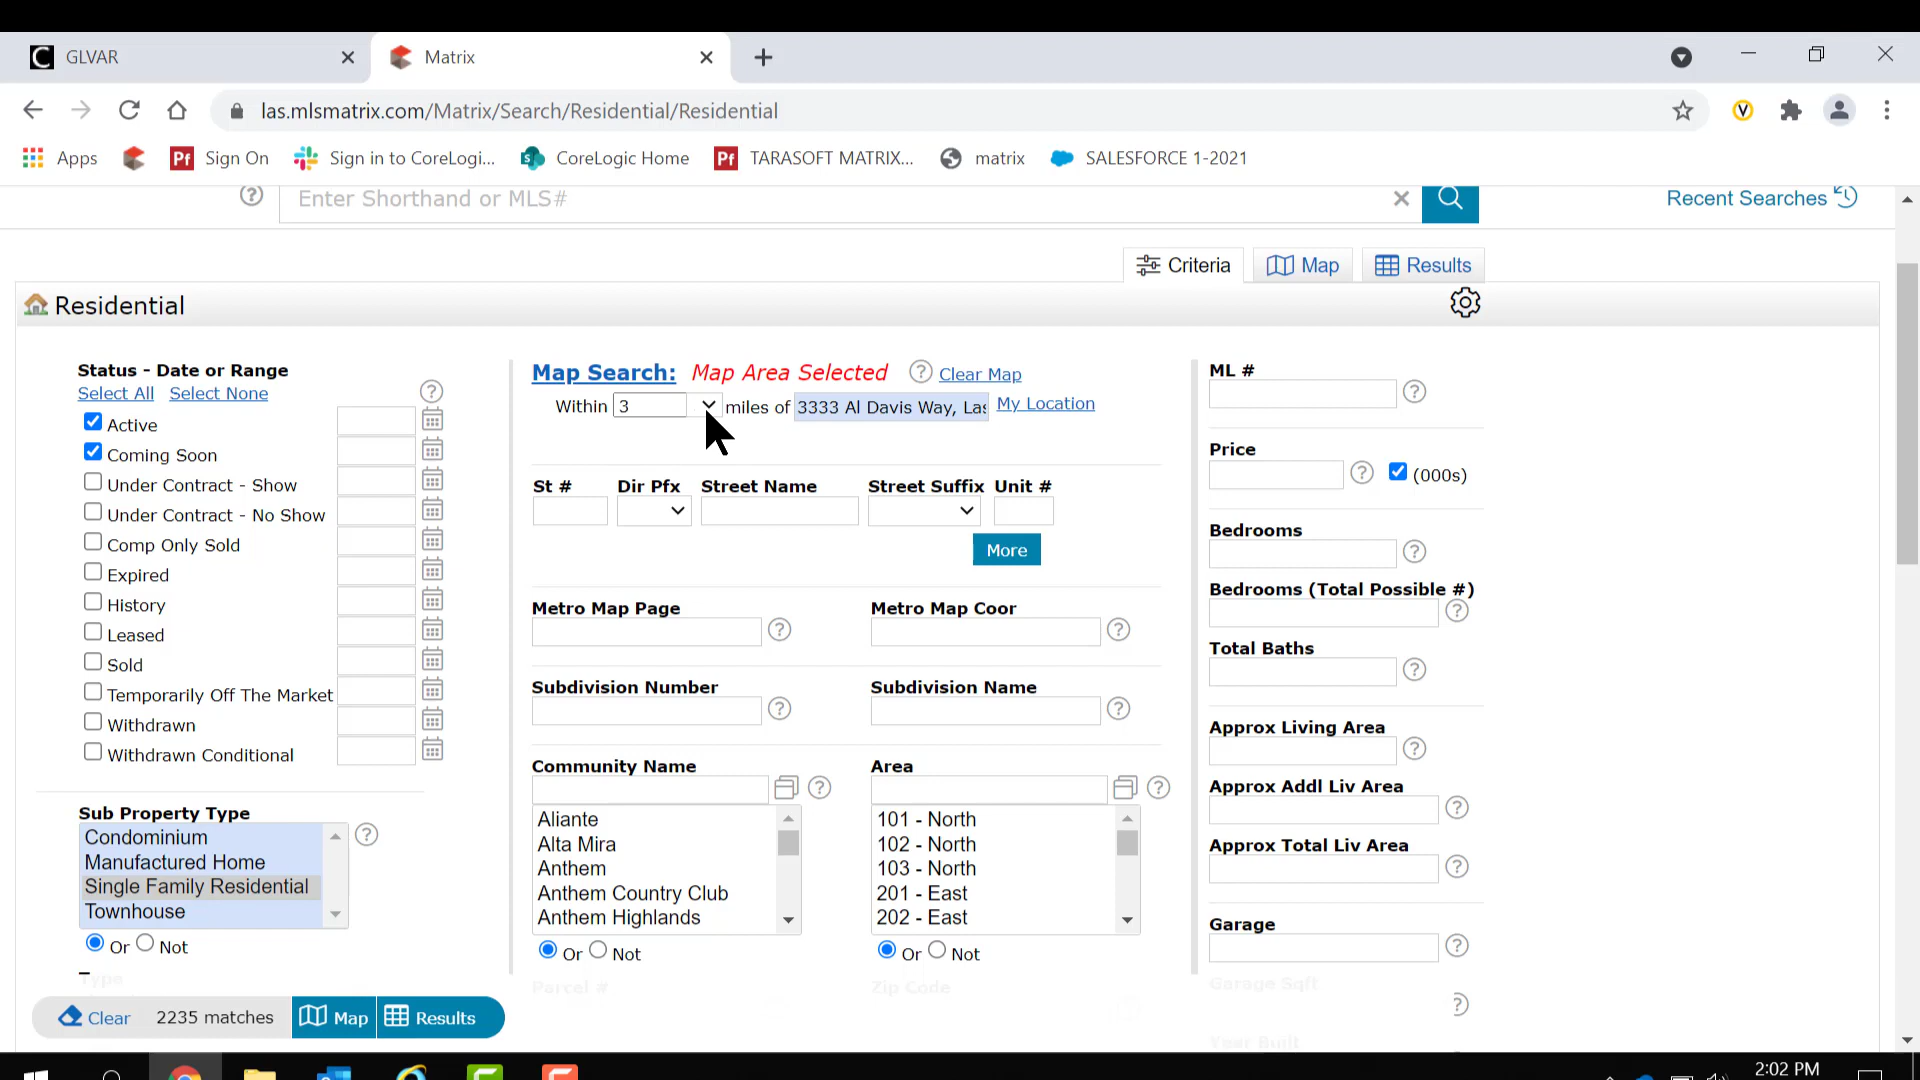 GLVAR
Matrix
las.mlsmatrix.com/Matrix/Search/Residential/Residential
Apps
Sign On
Sign in to CoreLogi...
CoreLogic Home
TARASOFT MATRIX...
matrix
SALESFORCE 1-2021
Enter Shorthand or MLS#
Recent Searches
Criteria
Map
Results
Residential
Status - Date or Range
Select All Select None
Active
Coming Soon
Under Contract - Show
Under Contract - No Show
Comp Only Sold
Expired
History
Leased
Sold
Temporarily Off The Market
Withdrawn
Withdrawn Conditional
Sub Property Type
Condominium
Manufactured Home
Single Family Residential
Townhouse
Or Not
Type
Map Search: Map Area Selected Clear Map
Within 3 miles of 3333 Al Davis Way, Las My Location
St # Dir Pfx Street Name Street Suffix Unit #
More
Metro Map Page Metro Map Coor
Subdivision Number Subdivision Name
Community Name
Aliante
Alta Mira
Anthem
Anthem Country Club
Anthem Highlands
Or Not
Parcel #
Area
101 - North
102 - North
103 - North
201 - East
202 - East
Or Not
Zip Code
ML #
Price
(000s)
Bedrooms
Bedrooms (Total Possible #)
Total Baths
Approx Living Area
Approx Addl Liv Area
Approx Total Liv Area
Garage
Garage Sqft
Year Built
Clear 2235 matches Map Results
2:02 PM